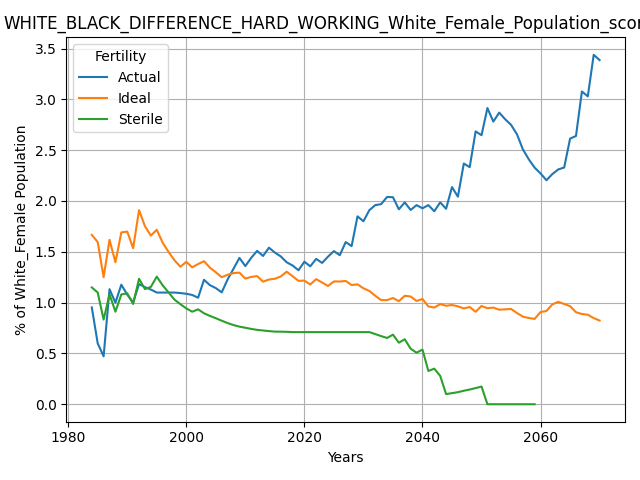 WHITE_BLACK_DIFFERENCE_HARD_WORKING_White_Female_Population_scor
Fertility
Actual
Ideal
Sterile
% of White_Female Population
3.5
3.0
2.5
2.0
1.5
1.0
0.5
0.0
1980 2000 2020 2040 2060
Years